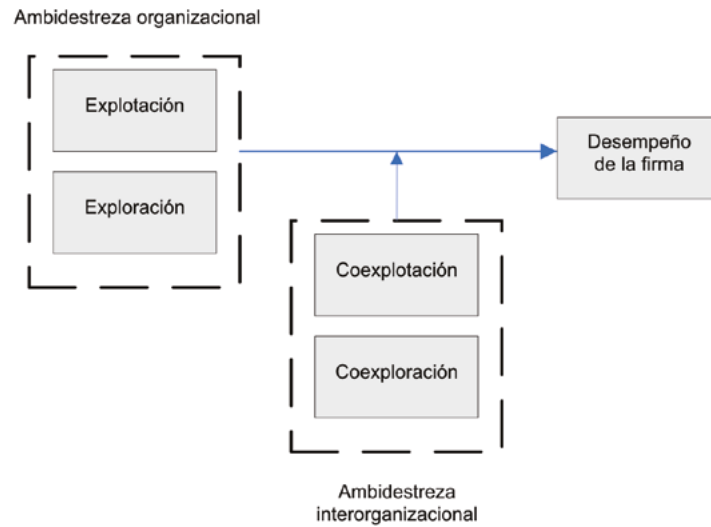 Ambidestreza organizacional
Explotación
Exploración
Desempeño
de la firma
Coexplotación
Coexploración
Ambidestreza
interorganizacional